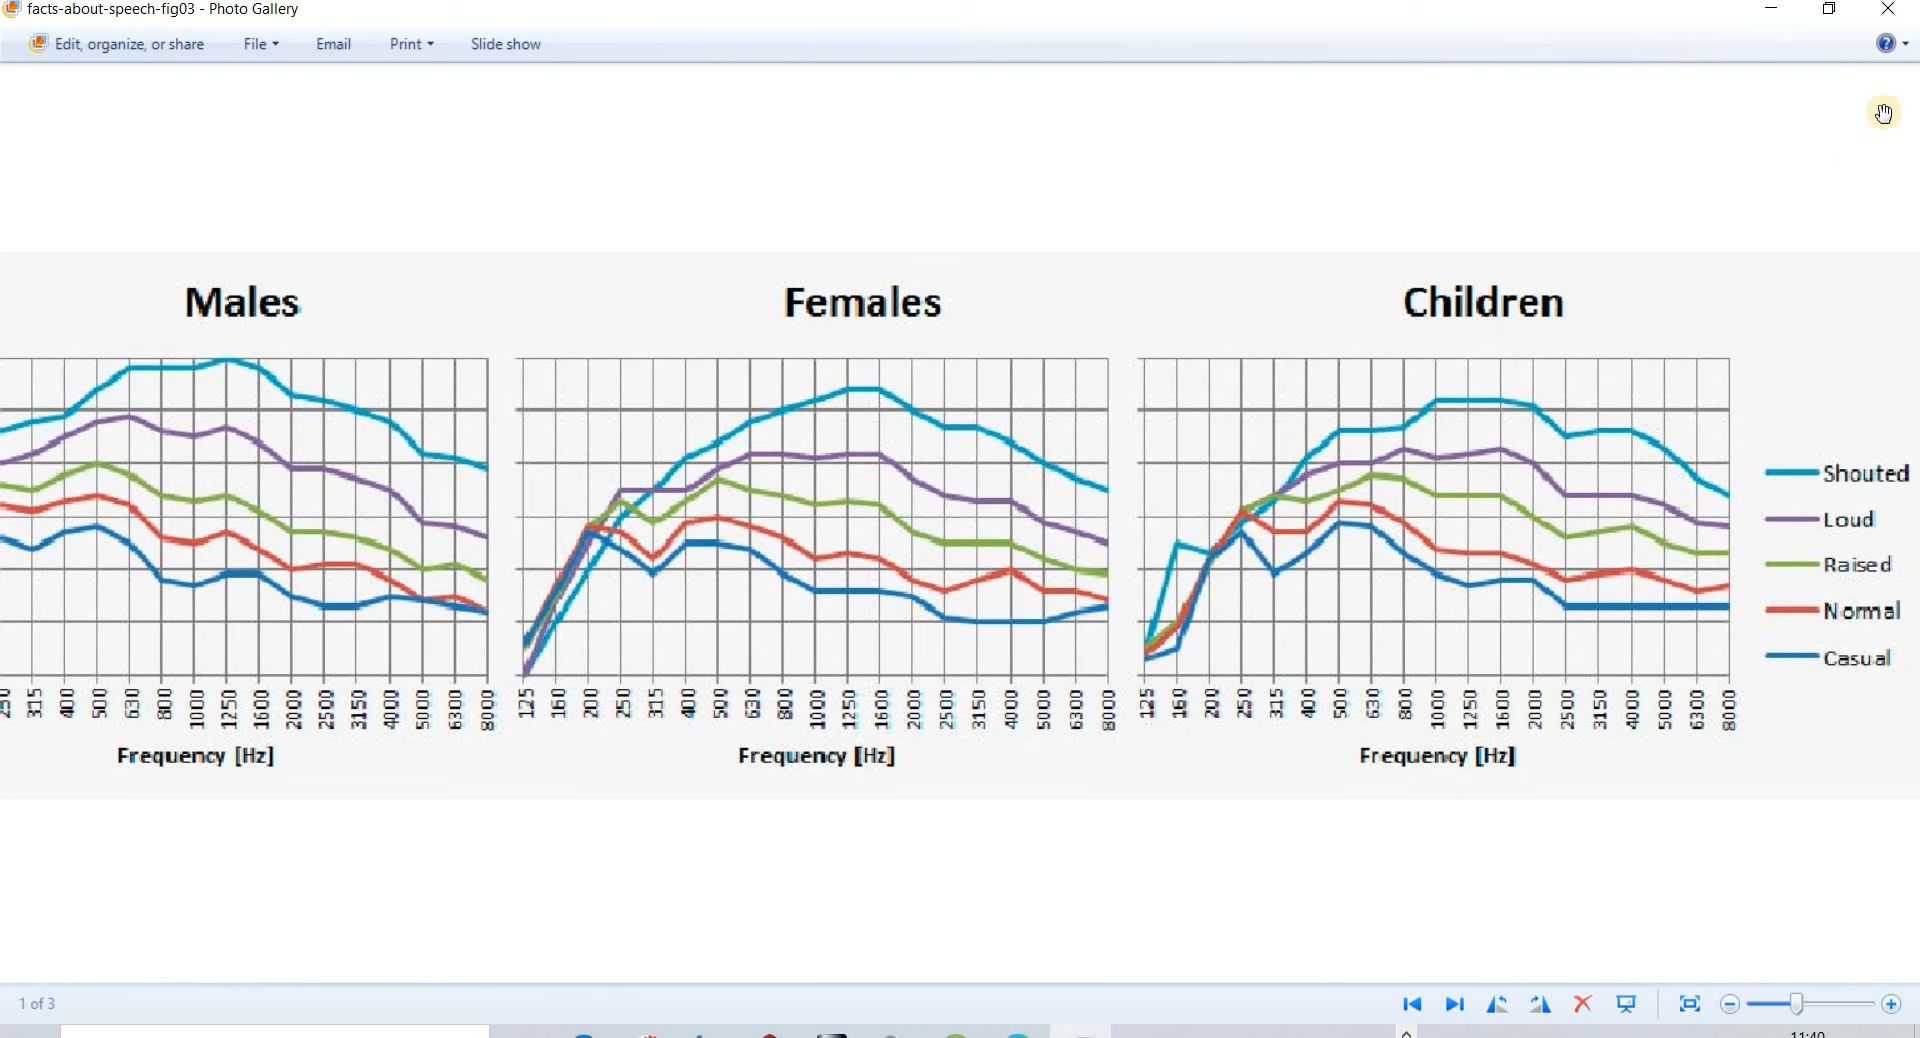 facts-about-speech-fig03 - Photo Gallery
Edit, organize, or share File Email Print Slide show
Males Females Children
Shouted
Loud
Raised
Normal
Casual
315 400 500 630 800 1000 1250 1600 2000 2500 3150 4000 5000 6300 8000
125 160 200 250 315 400 500 630 800 1000 1250 1600 2000 2500 3150 4000 5000 6300 8000
125 160 200 250 315 400 500 630 800 1000 1250 1600 2000 2500 3150 4000 5000 6300 8000
Frequency [Hz] Frequency [Hz] Frequency [Hz]
1 of 3
11:40